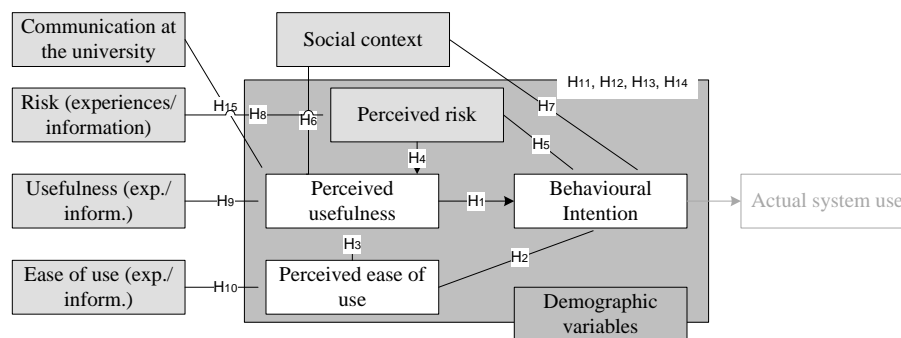 Communication at
the university
Social context
H11, H12, H13, H14
Risk (experiences/
information)
H15
H8
H6
H7
Perceived risk
H5
H4
Usefulness (exp./
inform.)
H9
Perceived
usefulness
H1
Behavioural
Intention
Actual system use
H3
H2
Ease of use (exp./
inform.)
H10
Perceived ease of
use
Demographic
variables